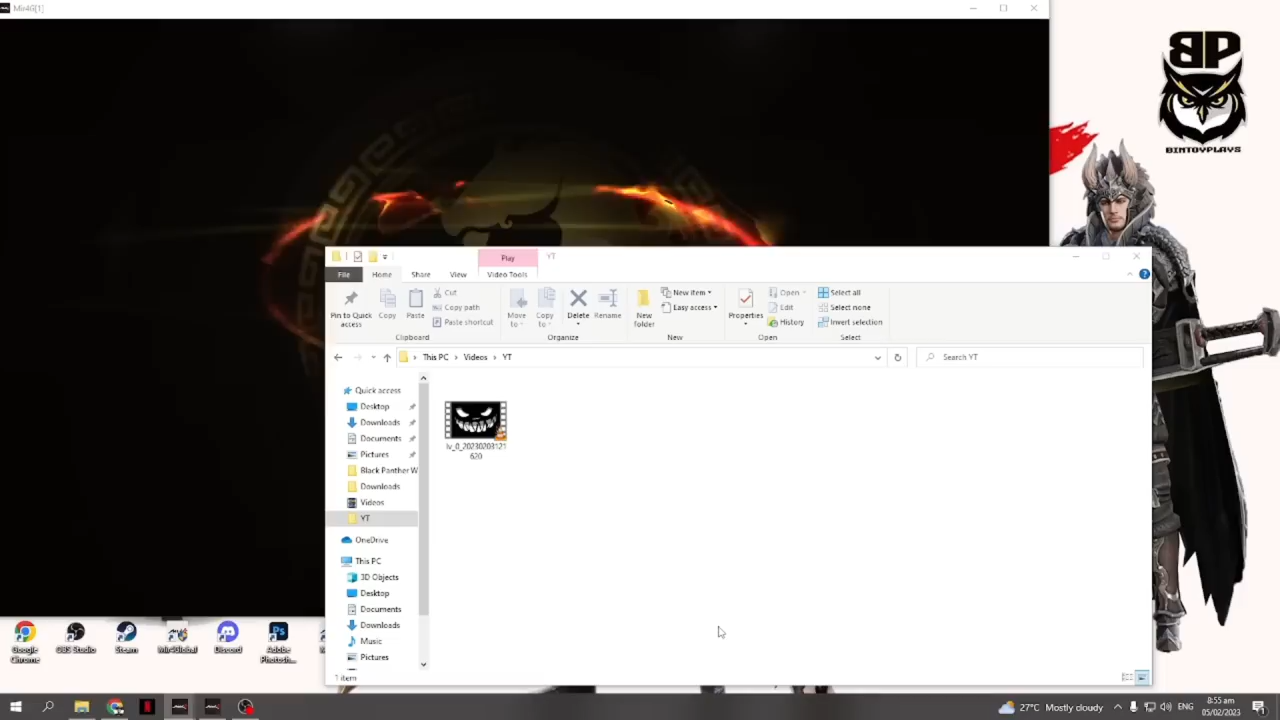 Mir4G[1]
BP
BINTOYPLAYS
Play
YT
File
Home
Share
View
Video Tools
Pin to Quick access
Copy
Paste
Cut
Copy path
Paste shortcut
Clipboard
Move to
Copy to
Delete
Rename
Organize
New folder
New item
Easy access
New
Properties
Open
Edit
History
Open
Select all
Select none
Invert selection
Select
This PC > Videos > YT
Search YT
Quick access
Desktop
Downloads
Documents
Pictures
Black Panther W
Downloads
Videos
YT
OneDrive
This PC
3D Objects
Desktop
Documents
Downloads
Music
Pictures
lv_0_20230203121
620
1 item
Google Chrome
OBS Studio
Steam
Mir4Global
Discord
Adobe Photosh...
27°C Mostly cloudy
ENG
8:55 am
05/02/2023